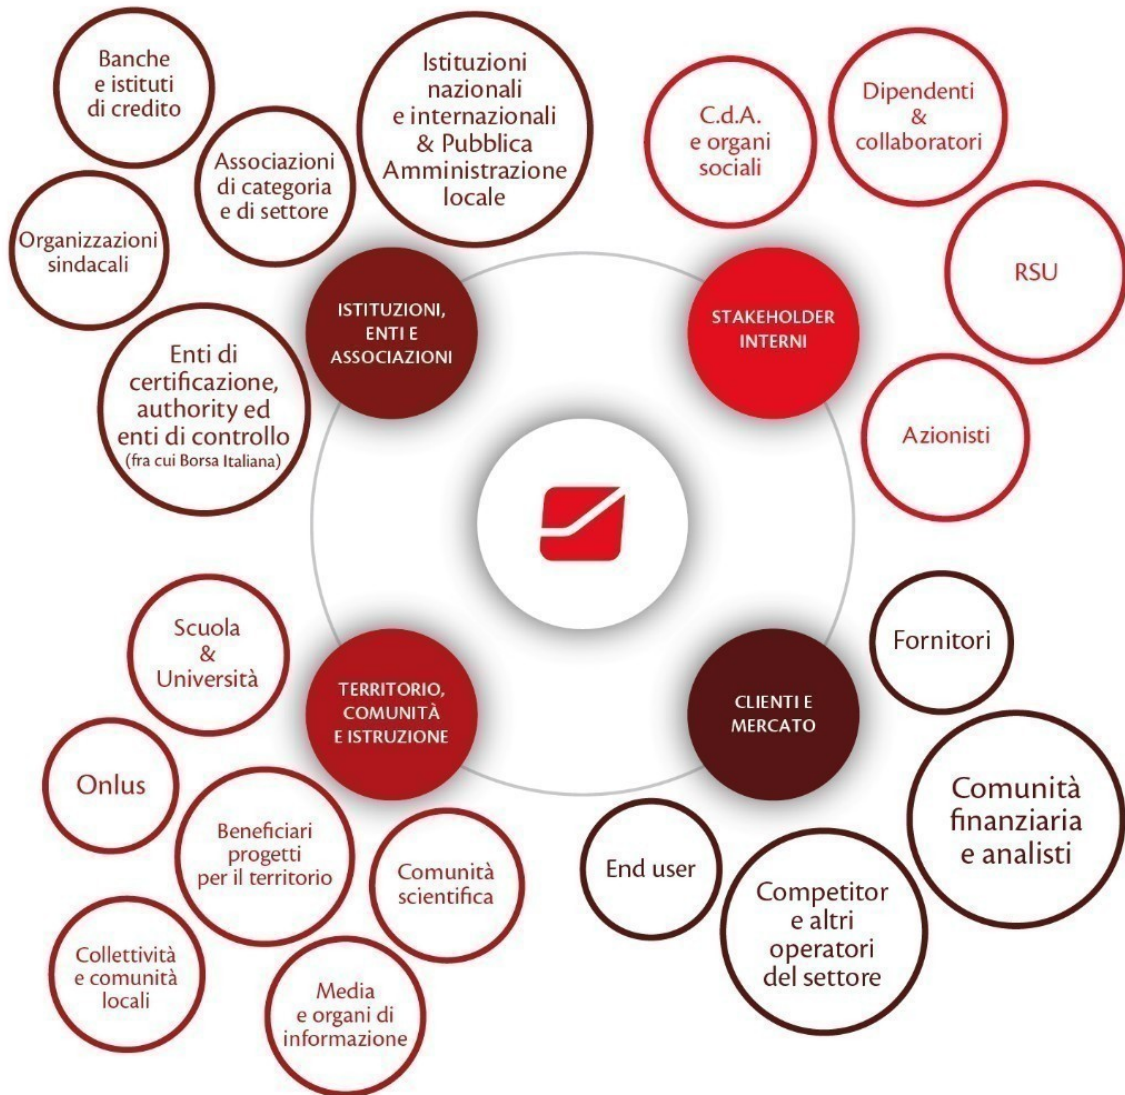 Banche
e istituti
di credito
Associazioni
di categoria
e di settore
Istituzioni
nazionali
e internazionali
& Pubblica
Amministrazione
locale
Organizzazioni
sindacali
Enti di
certificazione,
authority ed
enti di controllo
(fra cui Borsa Italiana)
ISTITUZIONI,
ENTI E
ASSOCIAZIONI
C.d.A.
e organi
sociali
Dipendenti
&
collaboratori
RSU
Azionisti
STAKEHOLDER
INTERNI
Scuola
&
Università
Onlus
Beneficiari
progetti
per il territorio
Comunità
scientifica
Collettività
e comunità
locali
Media
e organi di
informazione
TERRITORIO,
COMUNITÀ
E ISTRUZIONE
CLIENTI E
MERCATO
Fornitori
Comunità
finanziaria
e analisti
End user
Competitor
e altri
operatori
del settore